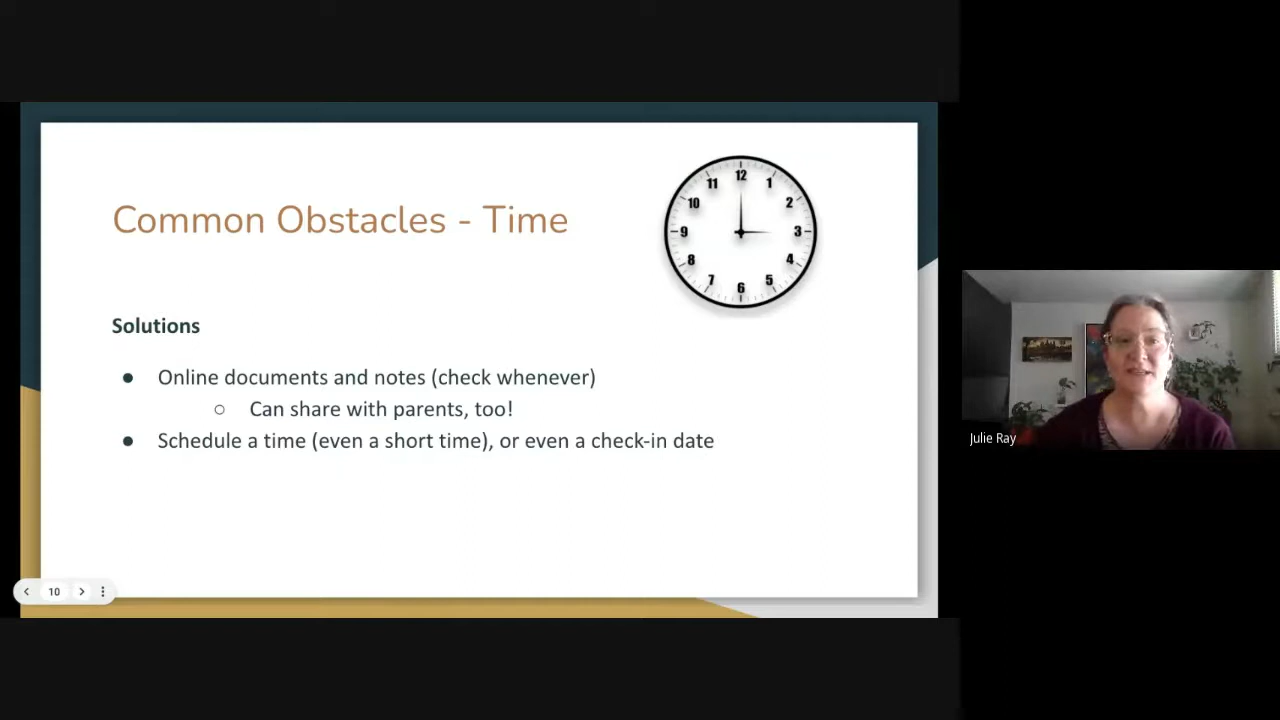 Common Obstacles - Time
12
11
1
10
2
9
3
8
4
7
5
6
Solutions
● Online documents and notes (check whenever)
○ Can share with parents, too!
● Schedule a time (even a short time), or even a check-in date
Julie Ray
10